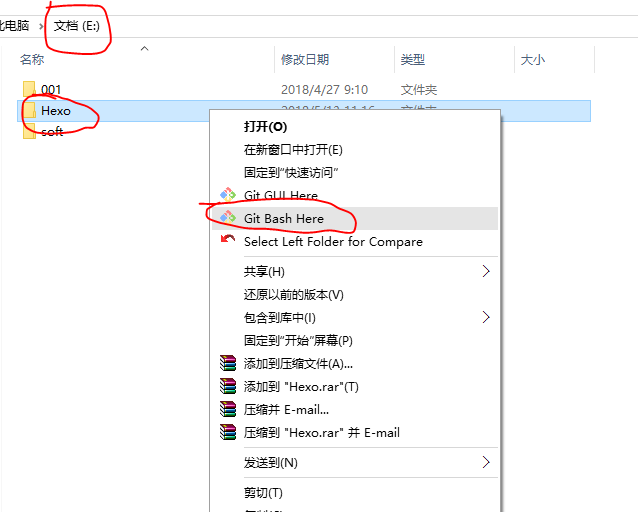 此电脑 > 文档 (E:)
名称 修改日期 类型 大小
001 2018/4/27 9:10 文件夹
Hexo 2018/5/13 11:16 文件夹
soft
打开(O)
在新窗口中打开(E)
固定到"快速访问"
Git GUI Here
Git Bash Here
Select Left Folder for Compare
共享(H)
还原以前的版本(V)
包含到库中(I)
固定到"开始"屏幕(P)
添加到压缩文件(A)...
添加到 "Hexo.rar"(T)
压缩并 E-mail...
压缩到 "Hexo.rar" 并 E-mail
发送到(N)
剪切(T)